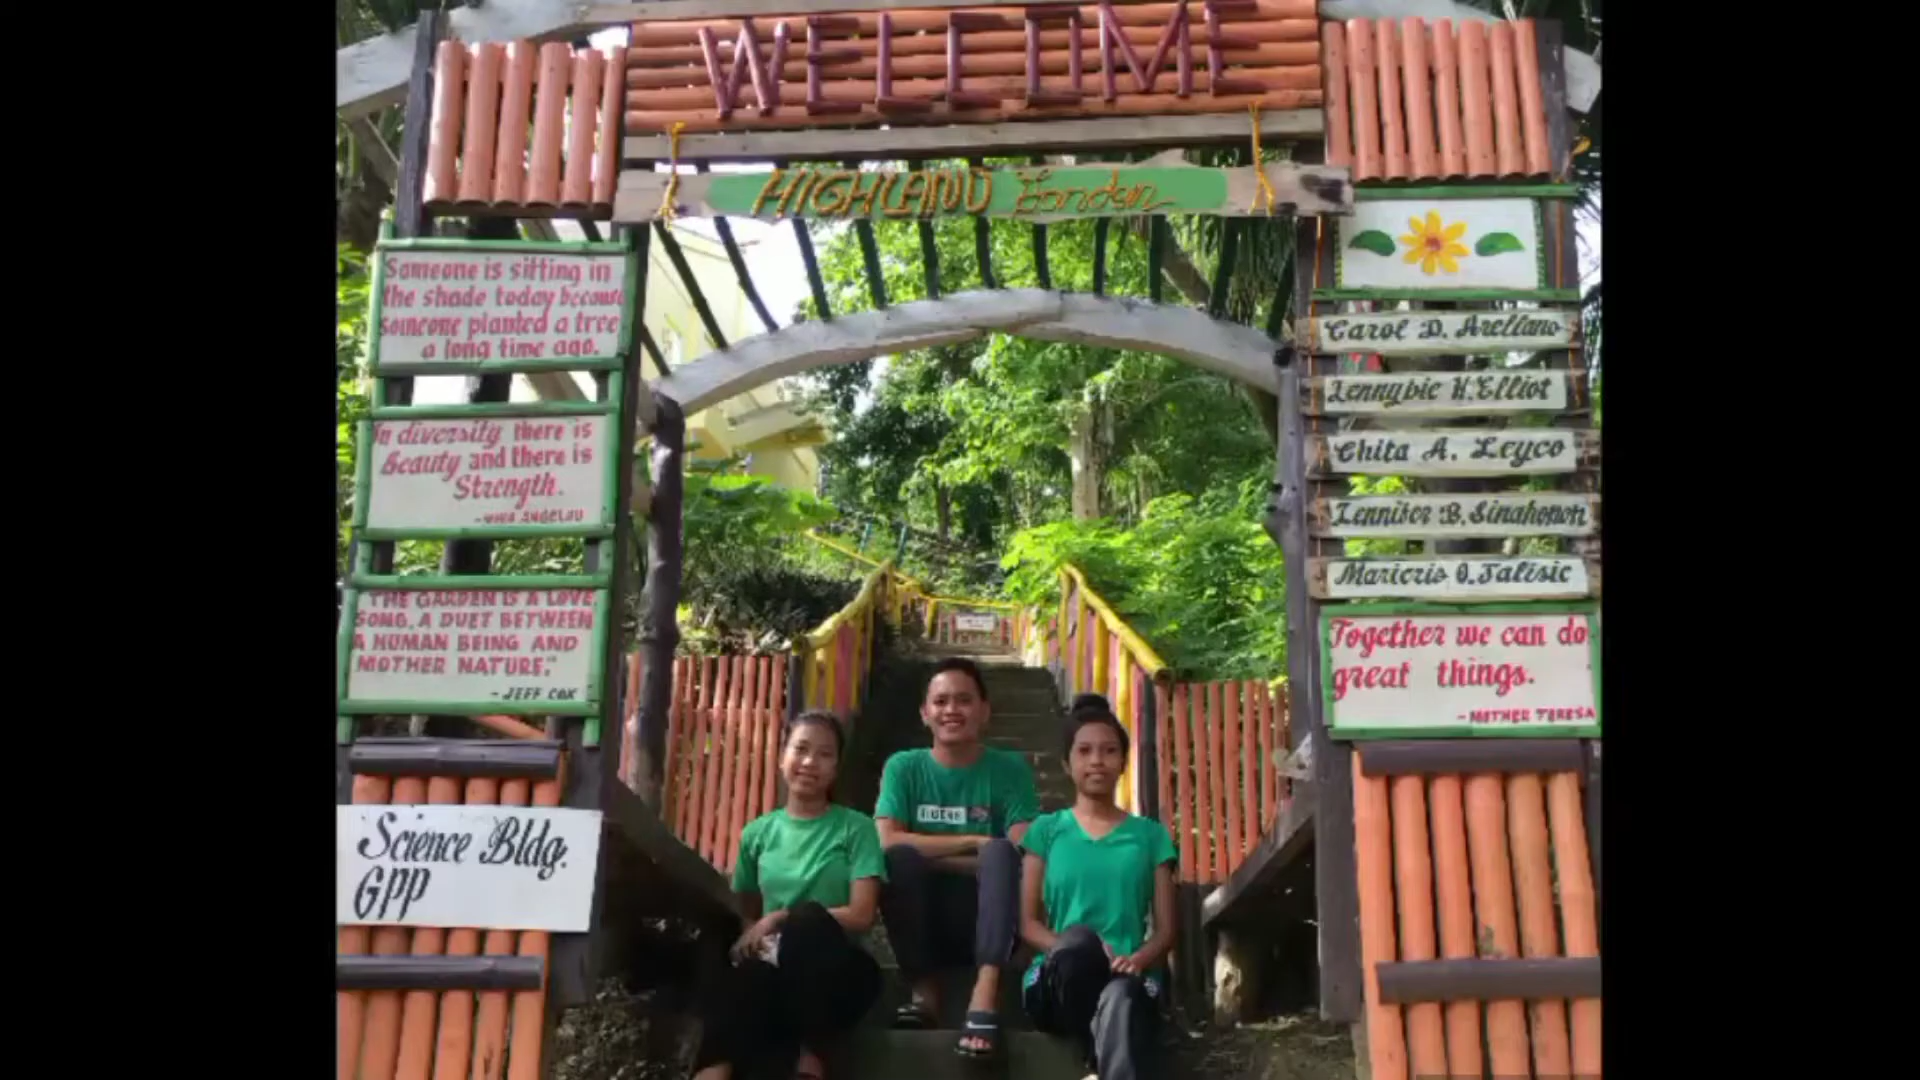 WELCOME
HIGHLAND Garden
Someone is sitting in
the shade today because
someone planted a tree
a long time ago.
In diversity there is
Beauty and there is
Strength.
"THE GARDEN IS A LOVE
SONG, A DUET BETWEEN
A HUMAN BEING AND
MOTHER NATURE."
- JEFF COX
Science Bldg.
GPP
Carol D. Arellano
Lennybie H. Elliot
Chita A. Leyco
Jennifer B. Sinahonon
Maricris O. Talisic
Together we can do
great things.
- MOTHER TERESA